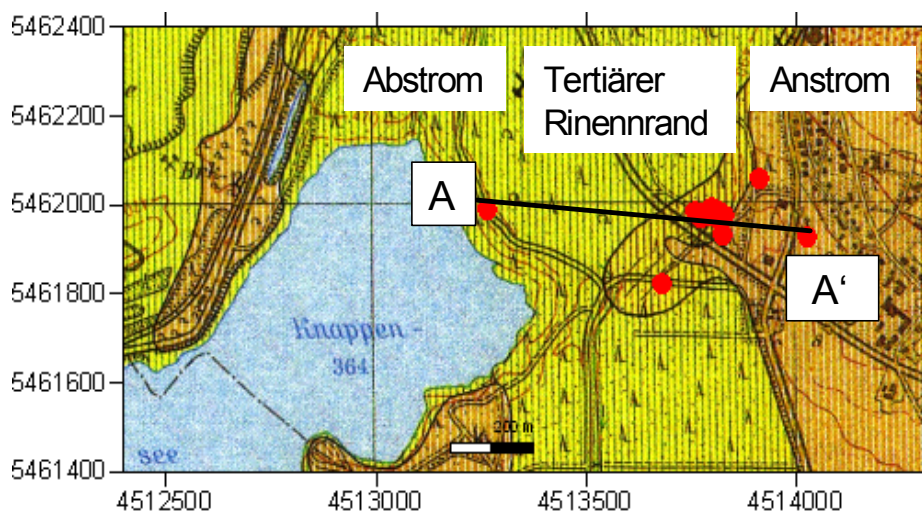 5462400
5462200
5462000
5461800
5461600
5461400
Abstrom
Tertiärer
Rinennrand
Anstrom
A
A'
Knappen -
364
see
200 m
4512500
4513000
4513500
4514000